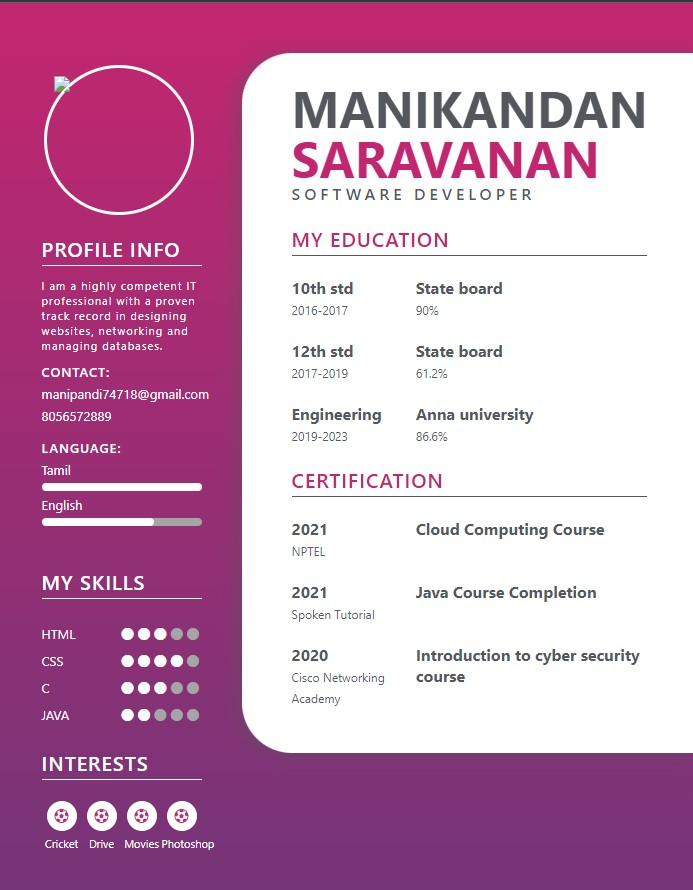 MANIKANDAN
SARAVANAN
SOFTWARE DEVELOPER
PROFILE INFO
I am a highly competent IT
professional with a proven
track record in designing
websites, networking and
managing databases.
CONTACT:
manipandi74718@gmail.com
8056572889
LANGUAGE:
Tamil
English
MY SKILLS
HTML
CSS
C
JAVA
INTERESTS
Cricket Drive Movies Photoshop
MY EDUCATION
10th std State board
2016-2017 90%
12th std State board
2017-2019 61.2%
Engineering Anna university
2019-2023 86.6%
CERTIFICATION
2021 Cloud Computing Course
NPTEL
2021 Java Course Completion
Spoken Tutorial
2020 Introduction to cyber security
Cisco Networking course
Academy